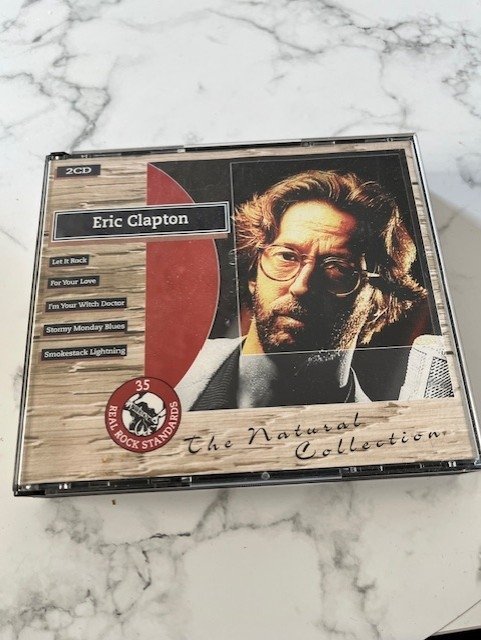 2CD
Eric Clapton
Let It Rock
For Your Love
I'm Your Witch Doctor
Stormy Monday Blues
Smokestack Lightning
35
REAL ROCK STANDARDS
The Natural
Collection